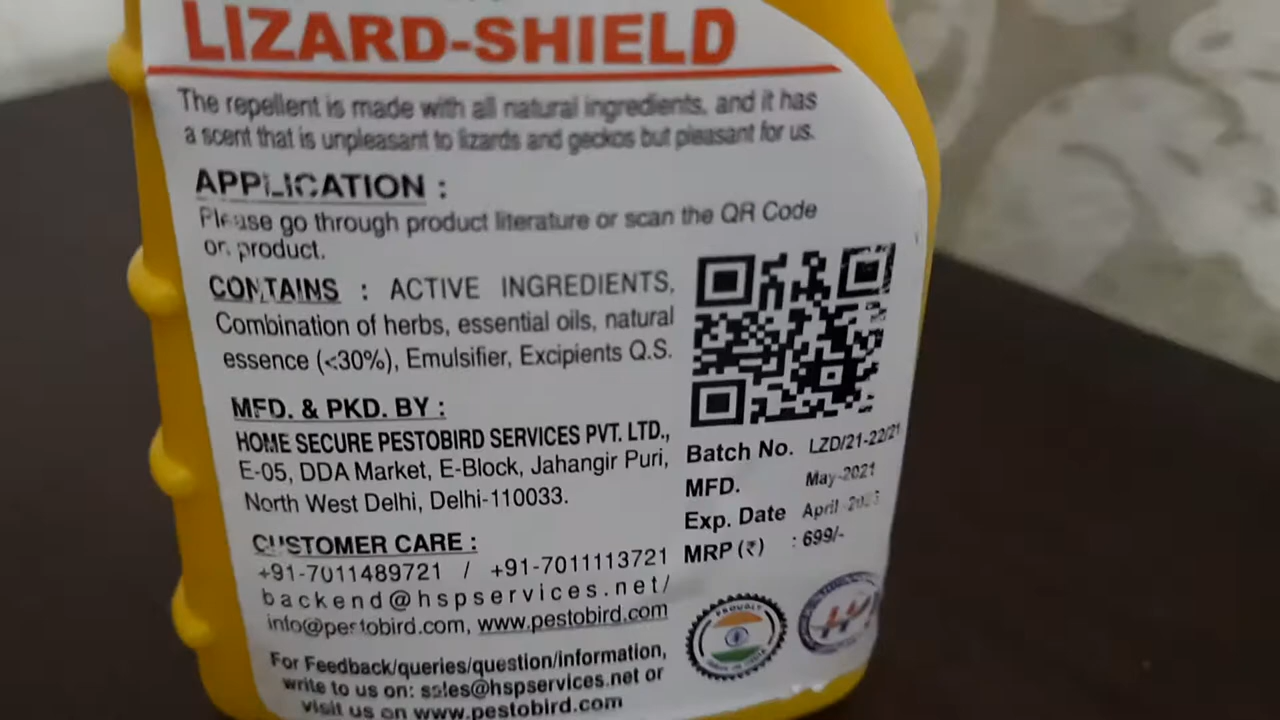 LIZARD-SHIELD
The repellent is made with all natural ingredients, and it has
a scent that is unpleasant to lizards and geckos but pleasant for us.
APPLICATION :
Please go through product literature or scan the QR Code
on product.
CONTAINS : ACTIVE INGREDIENTS,
Combination of herbs, essential oils, natural
essence (<30%), Emulsifier, Excipients Q.S.
MFD. & PKD. BY :
HOME SECURE PESTOBIRD SERVICES PVT. LTD.,
E-05, DDA Market, E-Block, Jahangir Puri,
North West Delhi, Delhi-110033.
CUSTOMER CARE :
+91-7011489721 / +91-7011113721
backend@hspservices.net/
info@pestobird.com, www.pestobird.com
For Feedback/queries/question/information,
write to us on: sales@hspservices.net or
visit us on www.pestobird.com
Batch No. LZD/21-22/21
MFD. May-2021
Exp. Date April
MRP (₹) : 699/-
PROUDLY
MADE IN INDIA